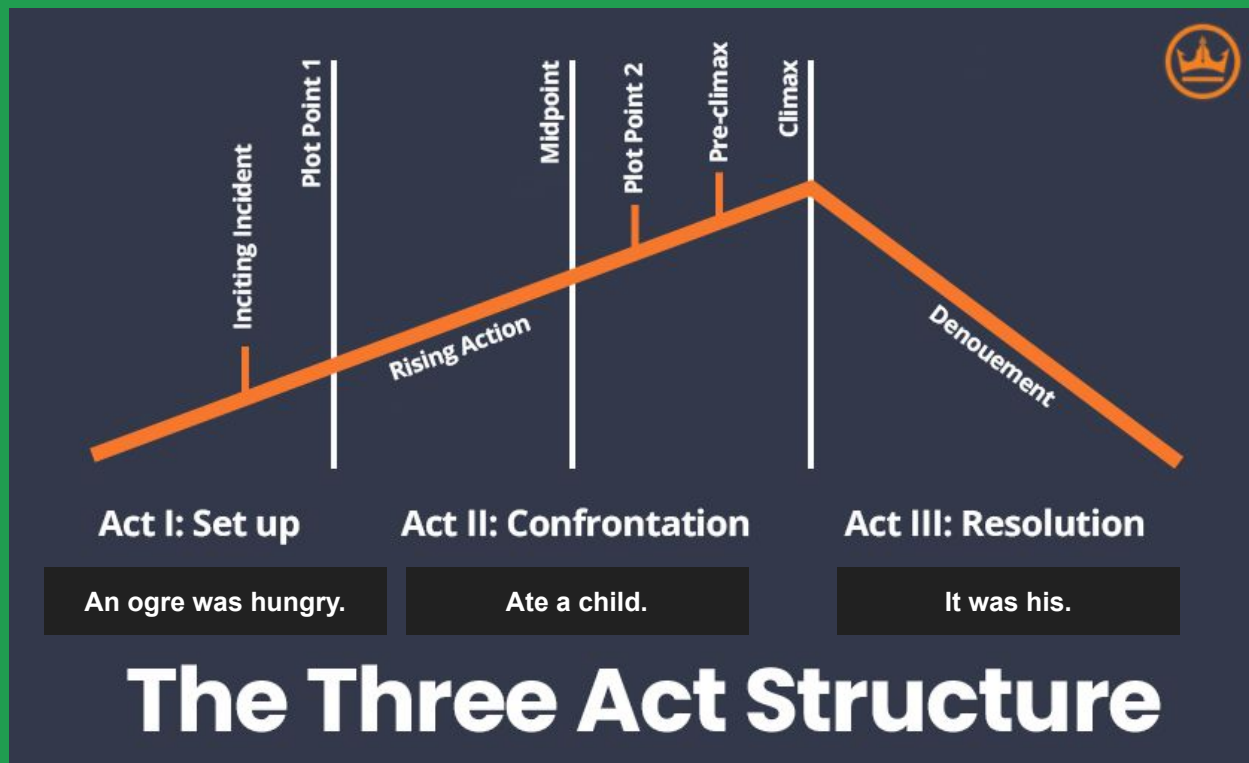 Inciting Incident
Plot Point 1
Midpoint
Plot Point 2
Pre-climax
Climax
Rising Action
Denouement
Act I: Set up
Act II: Confrontation
Act III: Resolution
An ogre was hungry.
Ate a child.
It was his.
The Three Act Structure